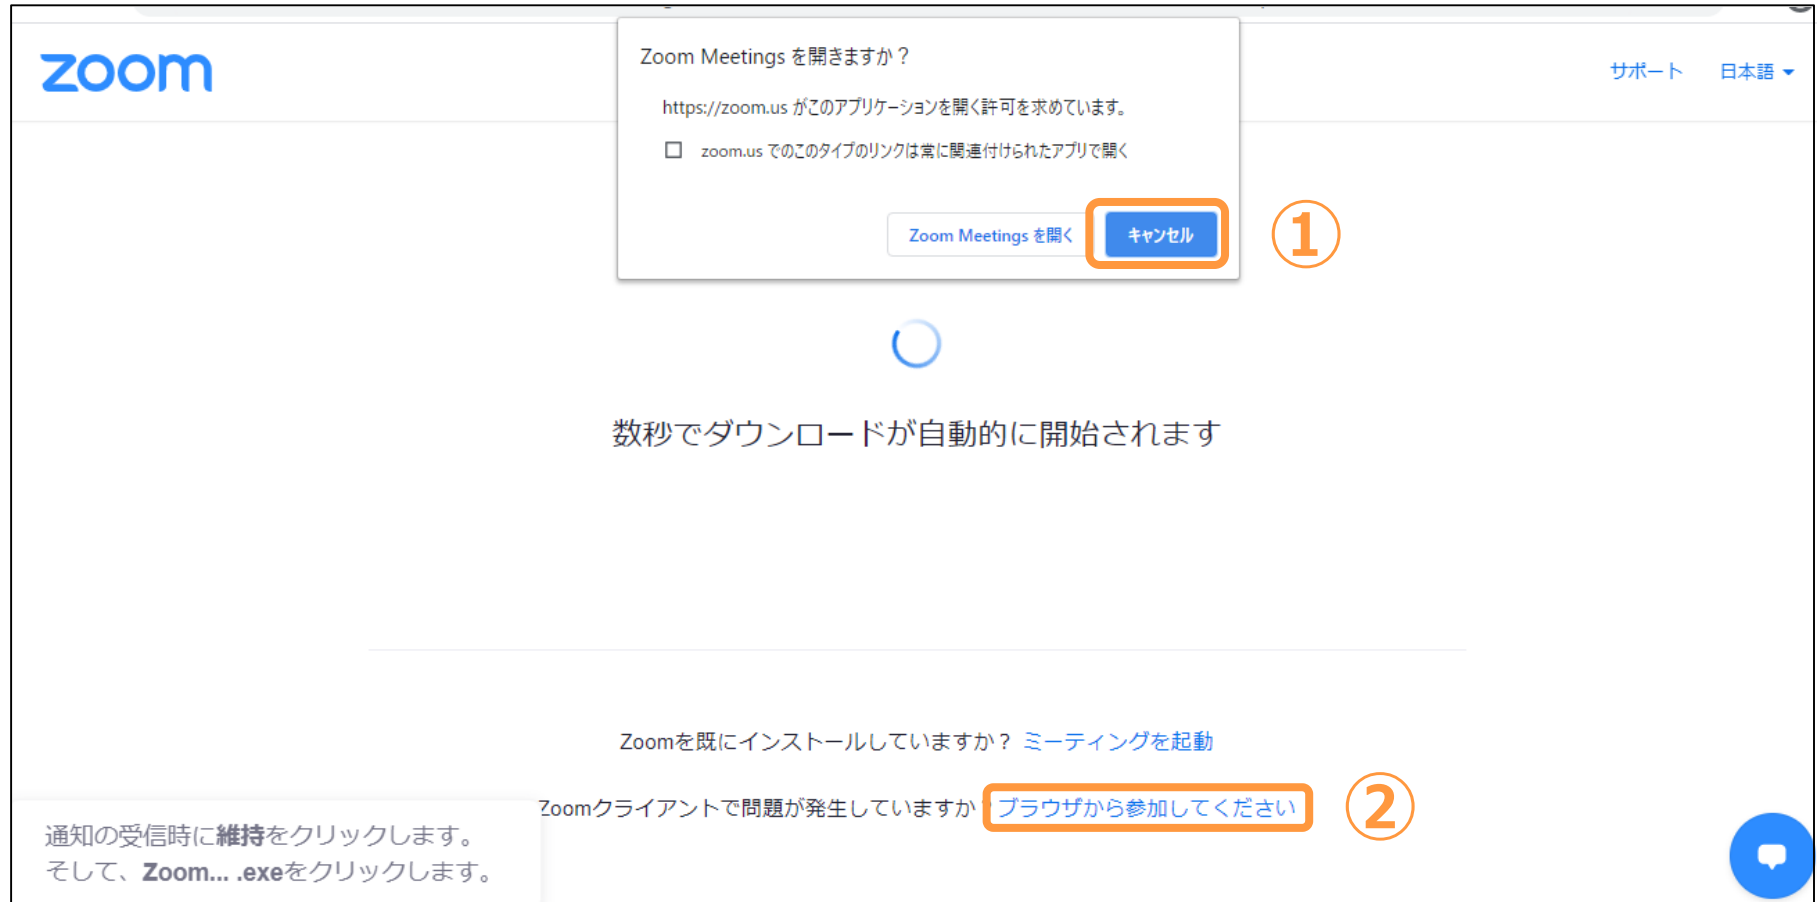 zoom
サポート 日本語
Zoom Meetings を開きますか？
https://zoom.us がこのアプリケーションを開く許可を求めています。
zoom.us でのこのタイプのリンクは常に関連付けられたアプリで開く
Zoom Meetings を開く キャンセル ①
数秒でダウンロードが自動的に開始されます
Zoomを既にインストールしていますか？ ミーティングを起動
Zoomクライアントで問題が発生していますか？ ブラウザから参加してください ②
通知の受信時に維持をクリックします。
そして、Zoom... .exeをクリックします。